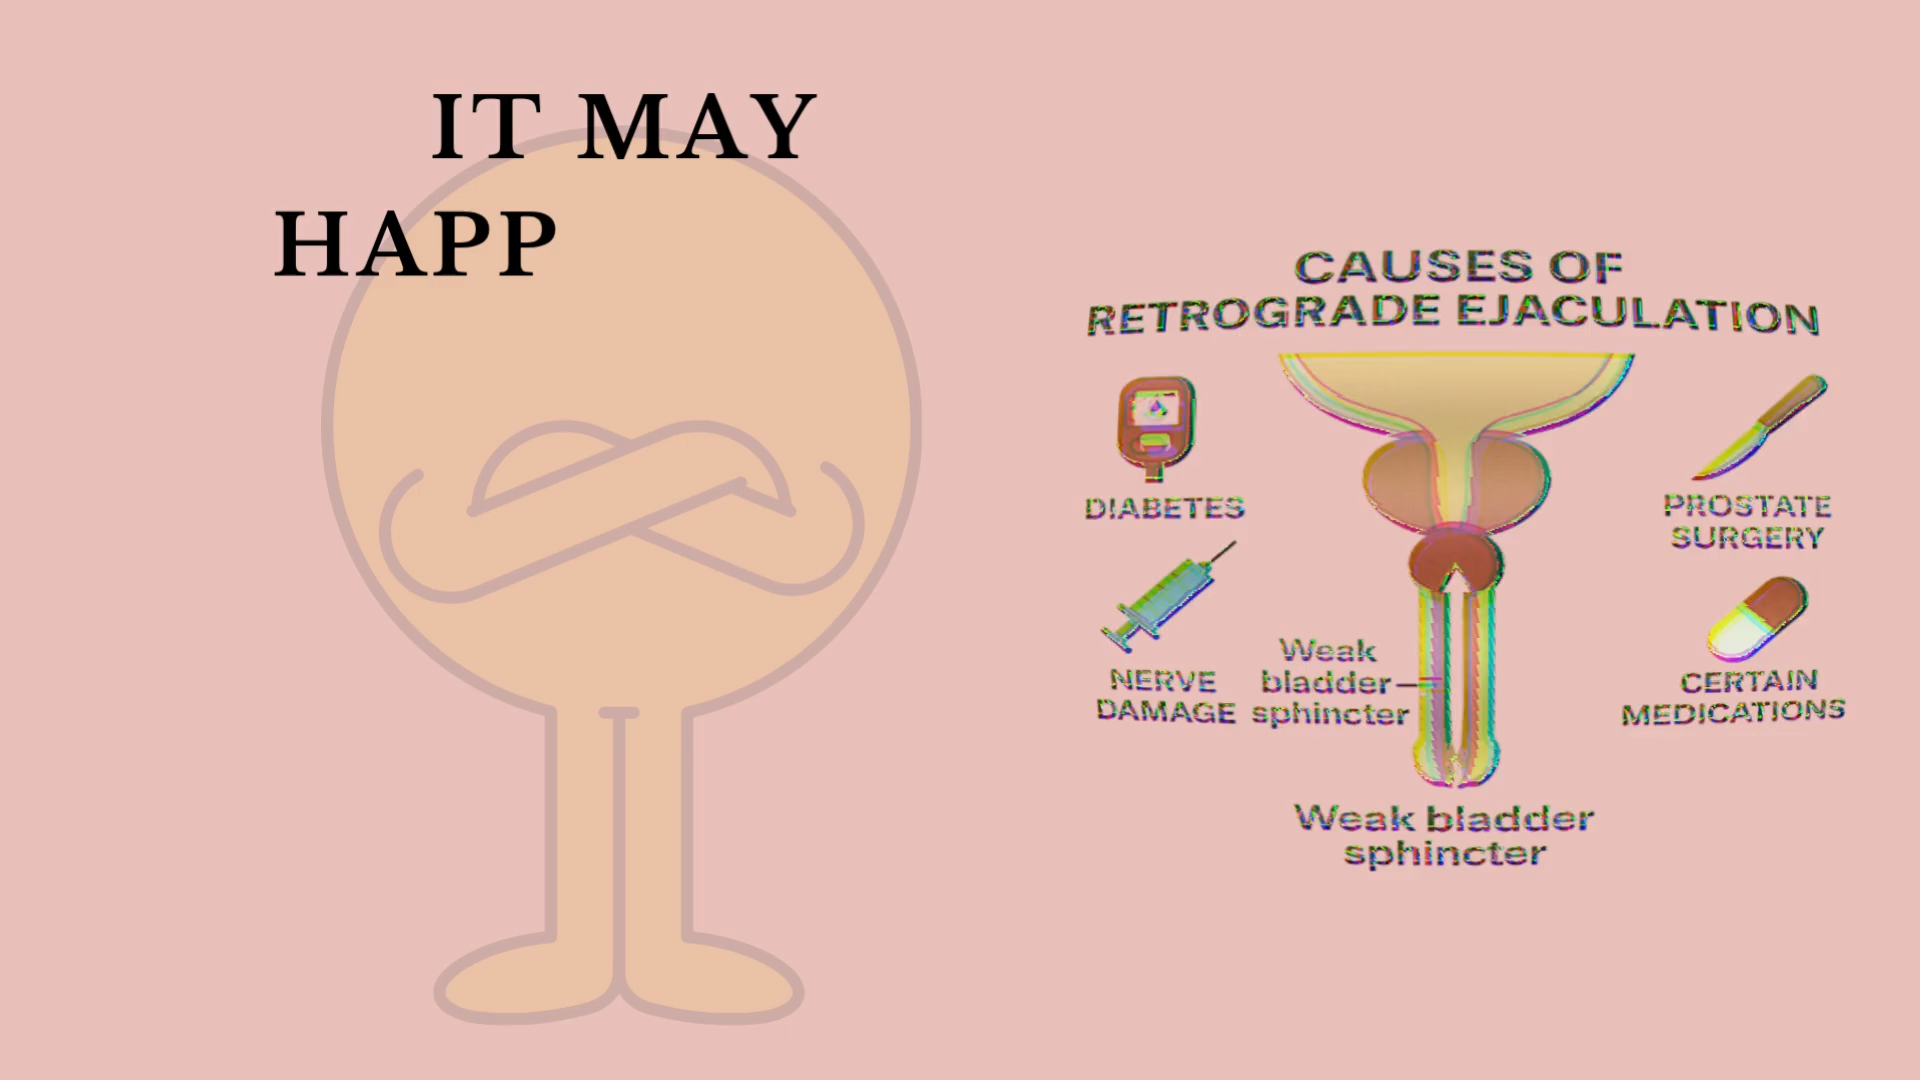 IT MAY
HAPP
CAUSES OF
RETROGRADE EJACULATION
DIABETES
PROSTATE
SURGERY
NERVE
DAMAGE
Weak
bladder
sphincter
CERTAIN
MEDICATIONS
Weak bladder
sphincter